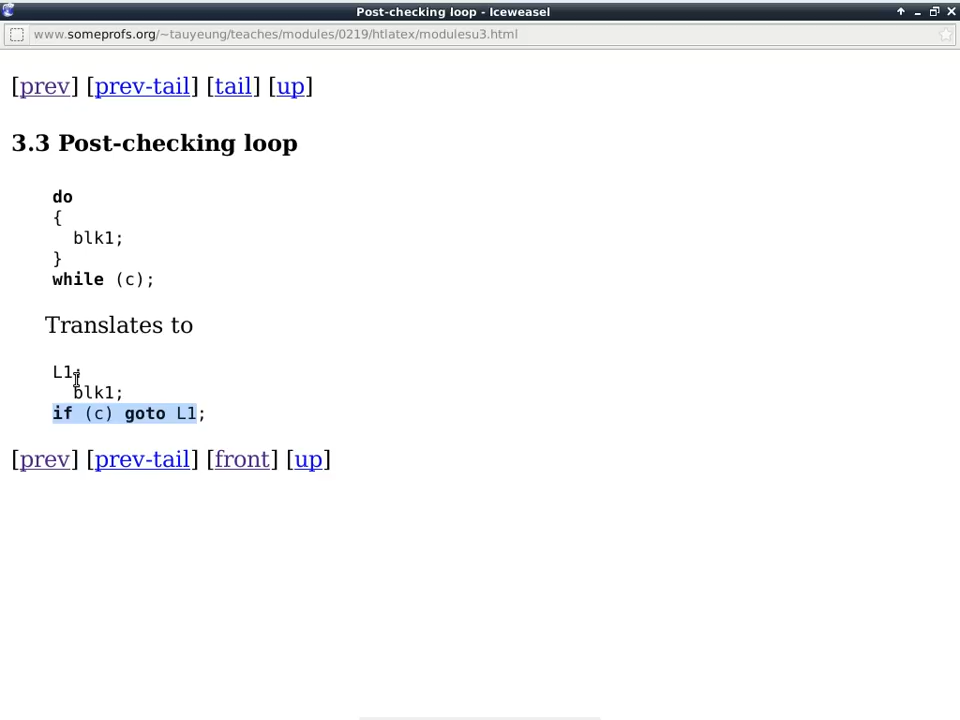 Post-checking loop - Iceweasel
www.someprofs.org/~tauyeung/teaches/modules/0219/htlatex/modulesu3.html
[prev] [prev-tail] [tail] [up]
3.3 Post-checking loop
do
{
blk1;
}
while (c);
Translates to
L1:
blk1;
if (c) goto L1;
[prev] [prev-tail] [front] [up]